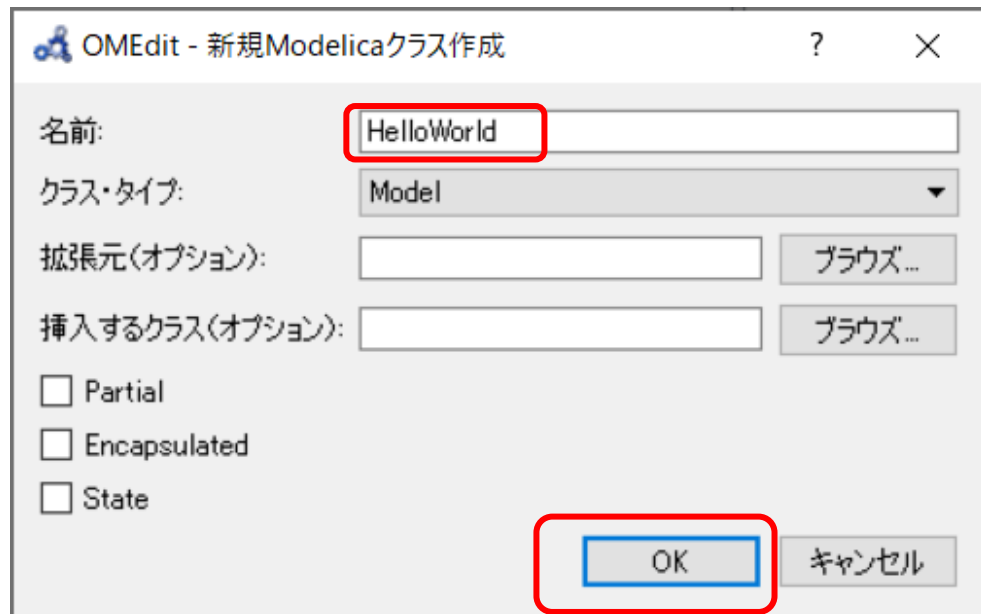 OMEdit - 新規Modelicaクラス作成 ?
名前: HelloWorld
クラス・タイプ: Model
拡張元(オプション): ブラウズ...
挿入するクラス(オプション): ブラウズ...
Partial
Encapsulated
State
OK キャンセル